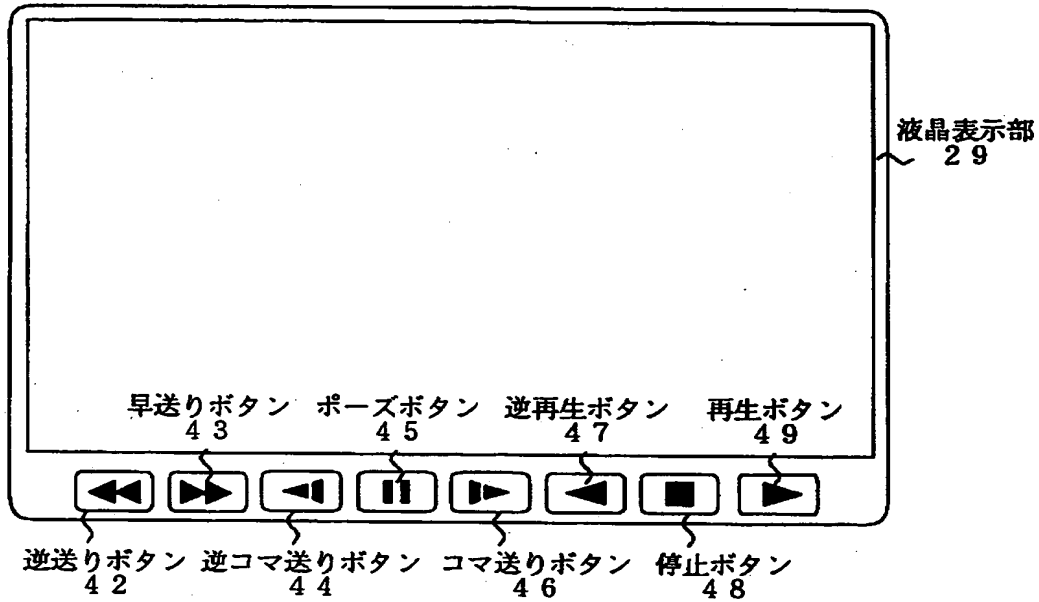 液晶表示部
２９
早送りボタン
４３
ポーズボタン
４５
逆再生ボタン
４７
再生ボタン
４９
逆送りボタン
４２
逆コマ送りボタン
４４
コマ送りボタン
４６
停止ボタン
４８